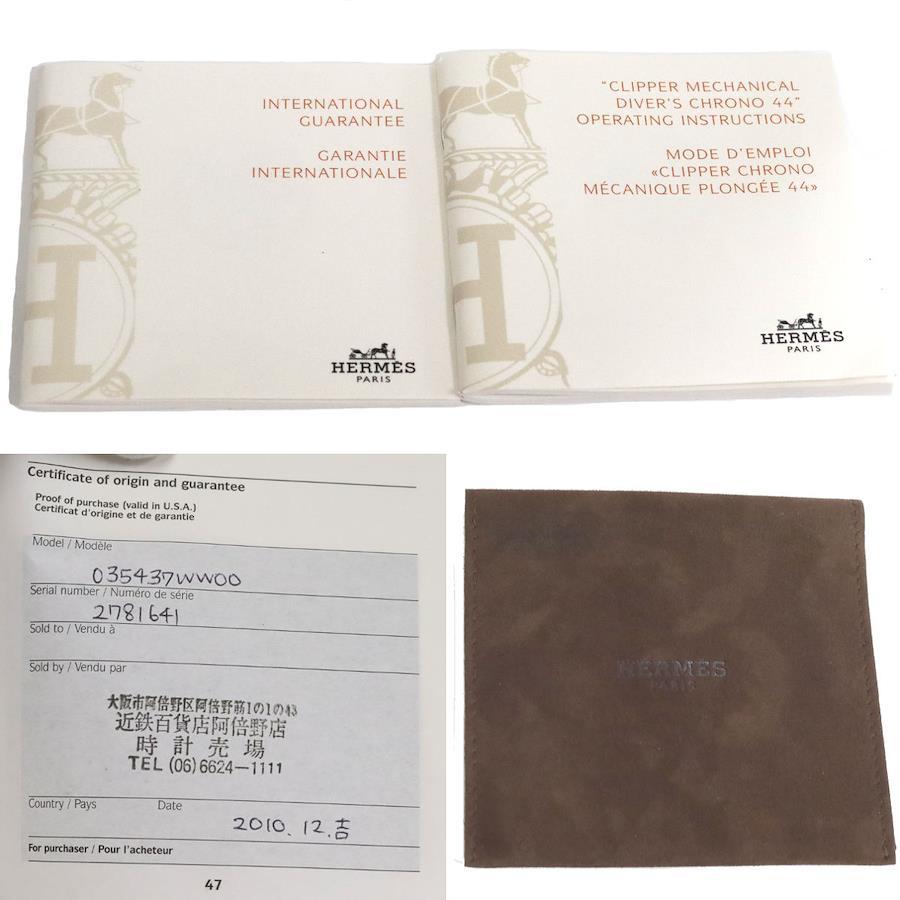 INTERNATIONAL
GUARANTEE
GARANTIE
INTERNATIONALE
HERMÈS
PARIS
"CLIPPER MECHANICAL
DIVER'S CHRONO 44"
OPERATING INSTRUCTIONS
MODE D'EMPLOI
«CLIPPER CHRONO
MÉCANIQUE PLONGÉE 44»
HERMÈS
PARIS
Certificate of origin and guarantee
Proof of purchase (valid in U.S.A.)
Certificat d'origine et de garantie
Model / Modèle
035437WW00
Serial number / Numéro de série
2781641
Sold to / Vendu à
Sold by / Vendu par
大阪市阿倍野区阿倍野筋1の1の43
近鉄百貨店阿倍野店
時計売場
TEL (06) 6624-1111
Country / Pays Date
2010.12.吉
For purchaser / Pour l'acheteur
47
HERMÈS
PARIS